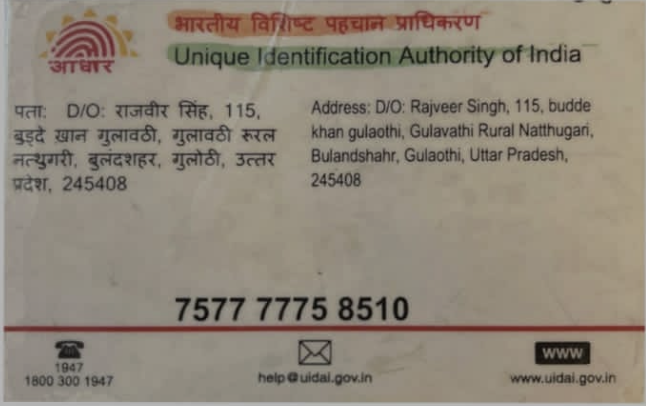 भारतीय विशिष्ट पहचान प्राधिकरण
Unique Identification Authority of India
आधार
पता: D/O: राजवीर सिंह, 115,
बुड्दे खान गुलावठी, गुलावठी रूरल
नत्थुगरी, बुलंदशहर, गुलोठी, उत्तर
प्रदेश, 245408
Address: D/O: Rajveer Singh, 115, budde
khan gulaothi, Gulavathi Rural Natthugari,
Bulandshahr, Gulaothi, Uttar Pradesh,
245408
7577 7775 8510
1947
1800 300 1947
help@uidai.gov.in
www
www.uidai.gov.in